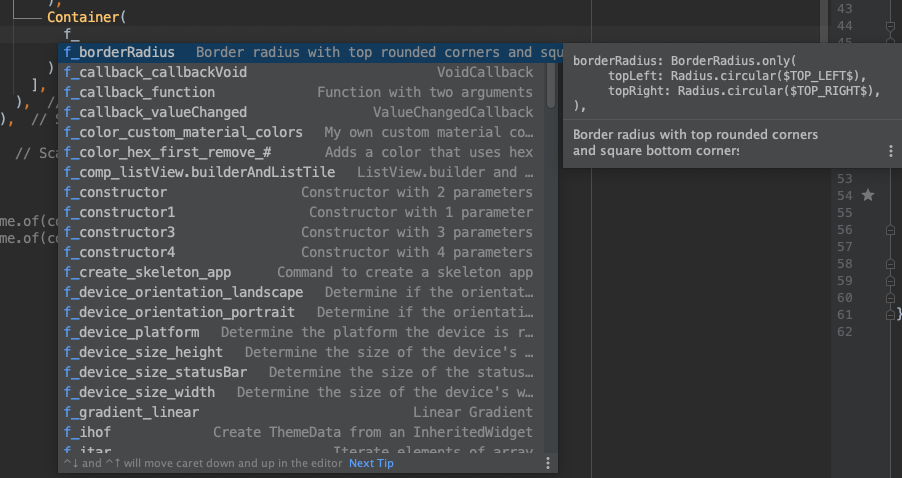 ),
Container(
f_
f_borderRadius Border radius with top rounded corners and squ
f_callback_callbackVoid VoidCallback
f_callback_function Function with two arguments
f_callback_valueChanged ValueChangedCallback
f_color_custom_material_colors My own custom material co…
f_color_hex_first_remove_# Adds a color that uses hex
f_comp_listView.builderAndListTile ListView.builder and …
f_constructor Constructor with 2 parameters
f_constructor1 Constructor with 1 parameter
f_constructor3 Constructor with 3 parameters
f_constructor4 Constructor with 4 parameters
f_create_skeleton_app Command to create a skeleton app
f_device_orientation_landscape Determine if the orientat…
f_device_orientation_portrait Determine if the orientati…
f_device_platform Determine the platform the device is r…
f_device_size_height Determine the size of the device's …
f_device_size_statusBar Determine the size of the status…
f_device_size_width Determine the size of the device's w…
f_gradient_linear Linear Gradient
f_ihof Create ThemeData from an InheritedWidget
f_itar Iterate elements of array
^↓ and ^↑ will move caret down and up in the editor Next Tip
)
],
), //
), // S
// Sca
me.of(co
me.of(co
borderRadius: BorderRadius.only(
topLeft: Radius.circular($TOP_LEFT$),
topRight: Radius.circular($TOP_RIGHT$),
),
Border radius with top rounded corners
and square bottom corners
43
44
45
53
54
55
56
57
58
59
60
61 }
62